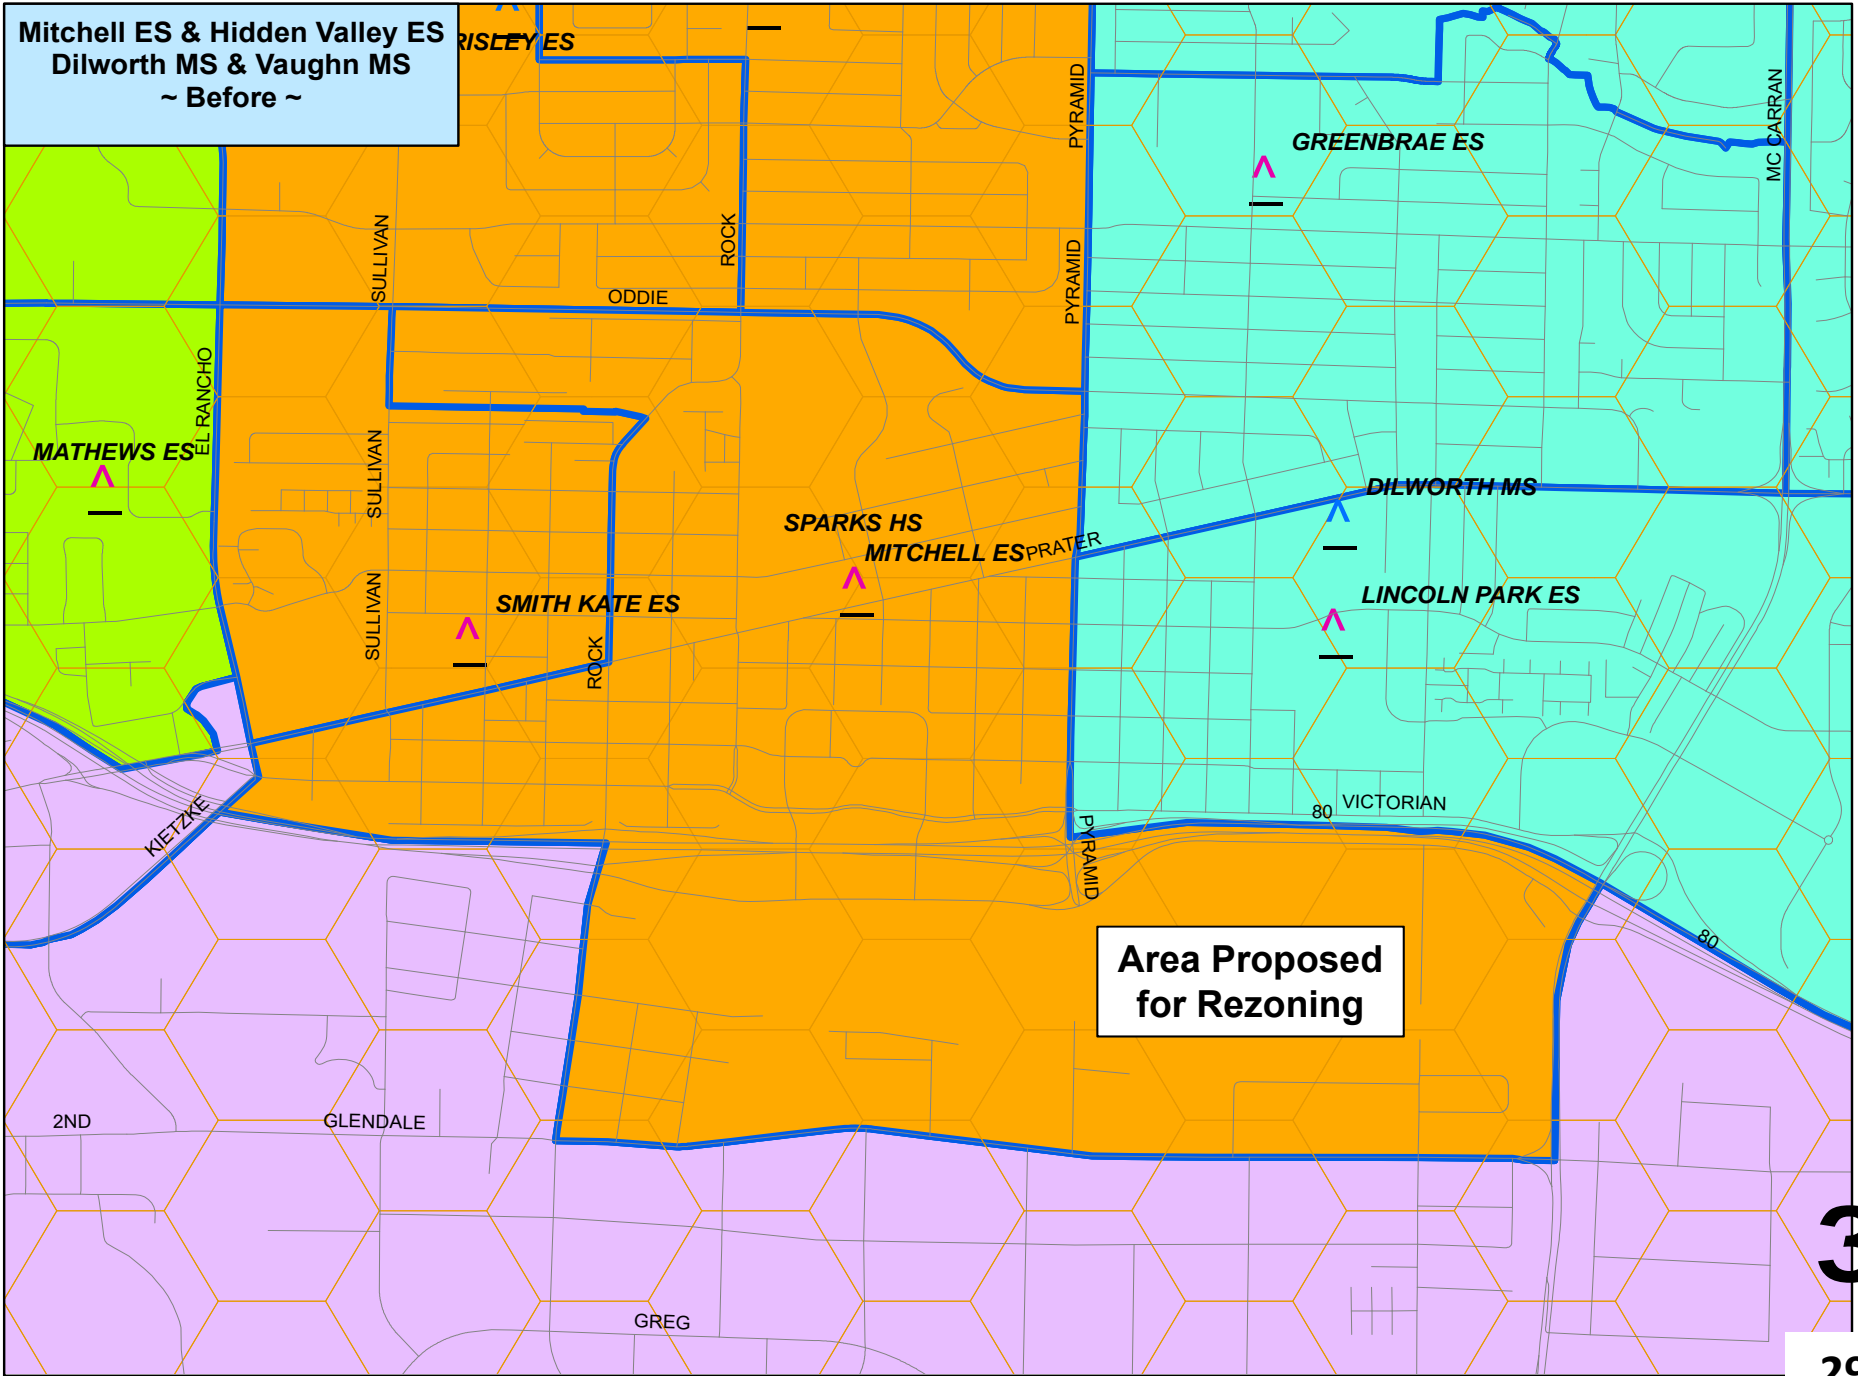 Mitchell ES & Hidden Valley ES
Dilworth MS & Vaughn MS
~ Before ~
RISLEY ES
PYRAMID
MC CARRAN
GREENBRAE ES
SULLIVAN
ROCK
PYRAMID
ODDIE
EL RANCHO
MATHEWS ES
SULLIVAN
DILWORTH MS
SPARKS HS
MITCHELL ES
PRATER
SULLIVAN
SMITH KATE ES
ROCK
LINCOLN PARK ES
KIETZKE
80
VICTORIAN
PYRAMID
80
Area Proposed
for Rezoning
2ND
GLENDALE
3
GREG
29